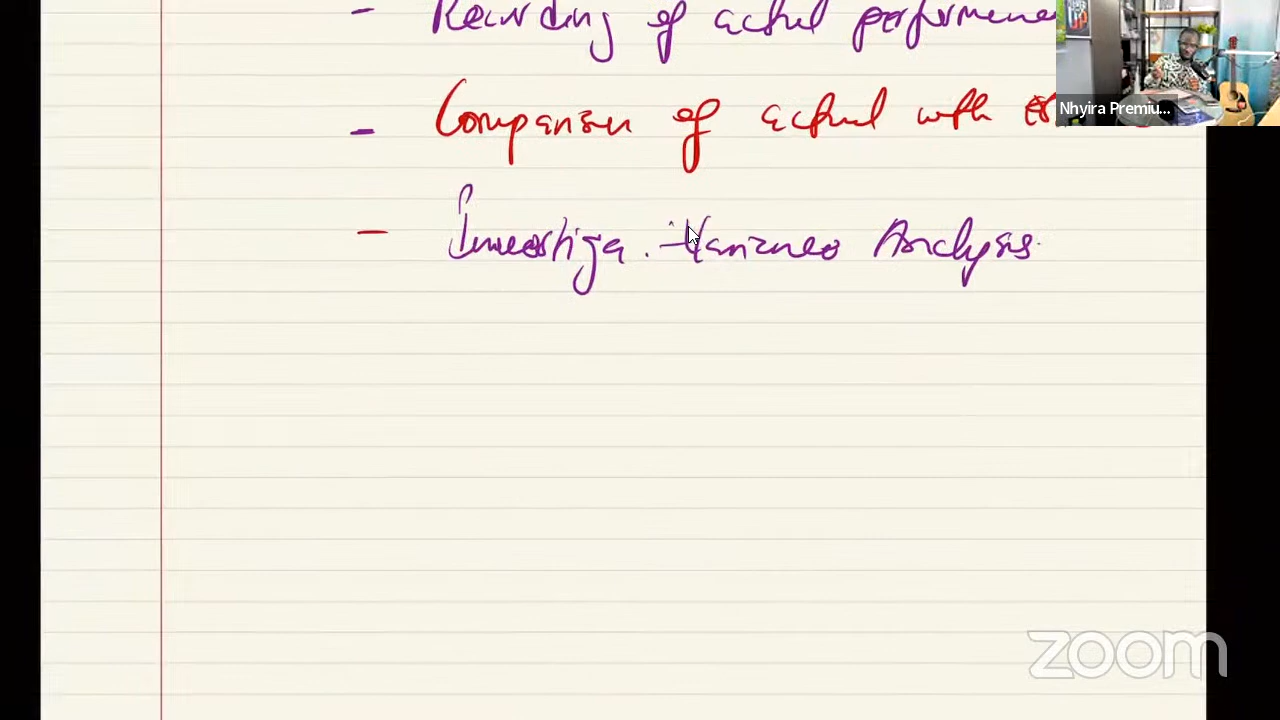 - Recording of actual performance
Nhyira Premiu...
- Comparison of actual with
- Investiga. Variance Analysis.
zoom